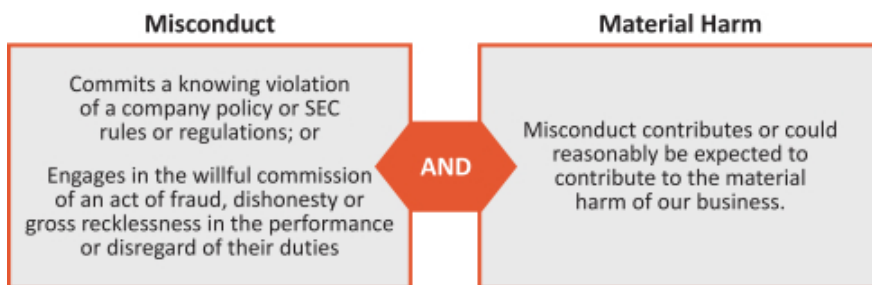 Misconduct
Commits a knowing violation
of a company policy or SEC
rules or regulations; or
Engages in the willful commission
of an act of fraud, dishonesty or
gross recklessness in the performance
or disregard of their duties
AND
Material Harm
Misconduct contributes or could
reasonably be expected to
contribute to the material
harm of our business.